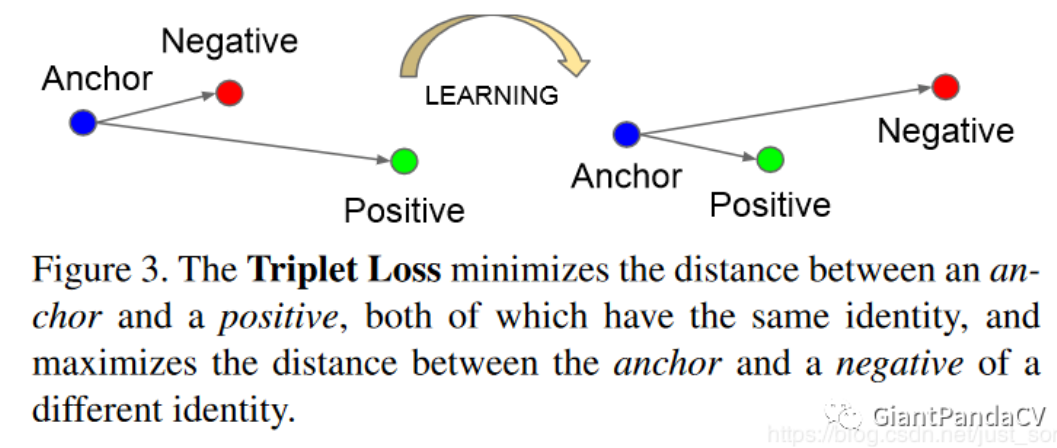 Negative
Anchor
LEARNING
Positive
Negative
Anchor
Positive
Figure 3. The Triplet Loss minimizes the distance between an an-
chor and a positive, both of which have the same identity, and
maximizes the distance between the anchor and a negative of a
different identity.
GiantPandaCV
https://blog.csdn.net/just_so